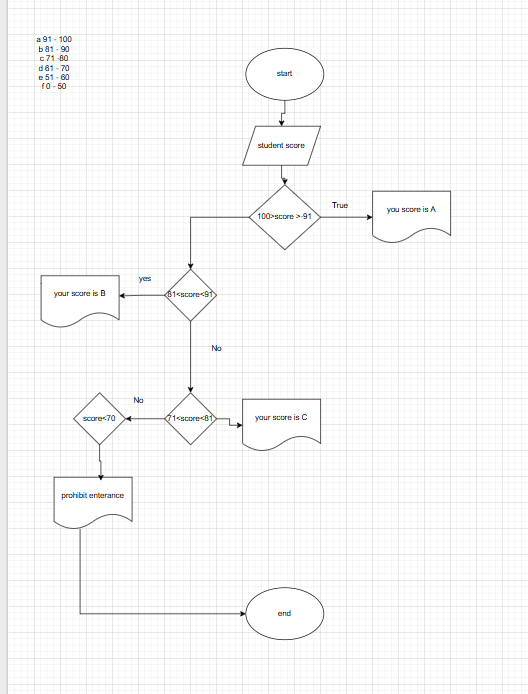 a 91 - 100
b 81 - 90
c 71 -80
d 61 - 70
e 51 - 60
f 0 - 50
start
student score
100>score >-91
True
you score is A
yes
your score is B
81<score<91
No
No
score<70
71<score<81
your score is C
prohibit enterance
end